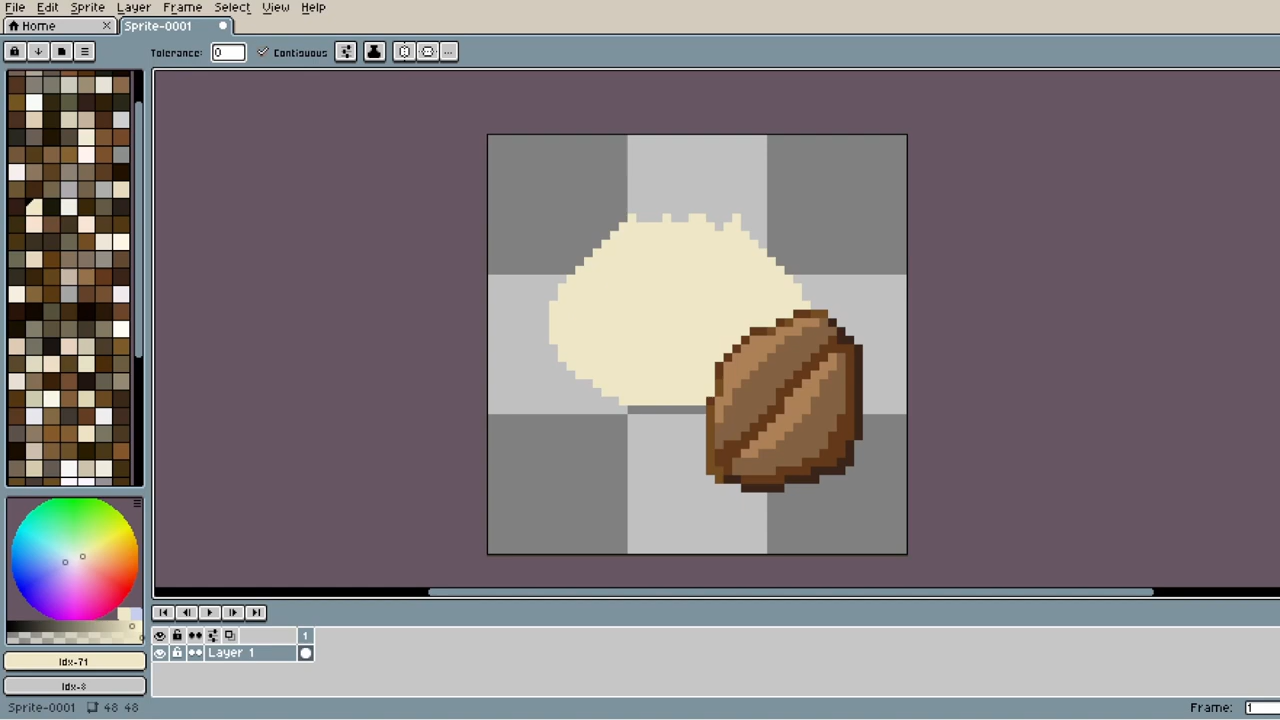 File Edit Sprite Layer Frame Select View Help
Home Sprite-0001
Tolerance: 0 Contiguous
Idx-71
Idx-8
1
Layer 1
Sprite-0001 48 48 Frame: 1